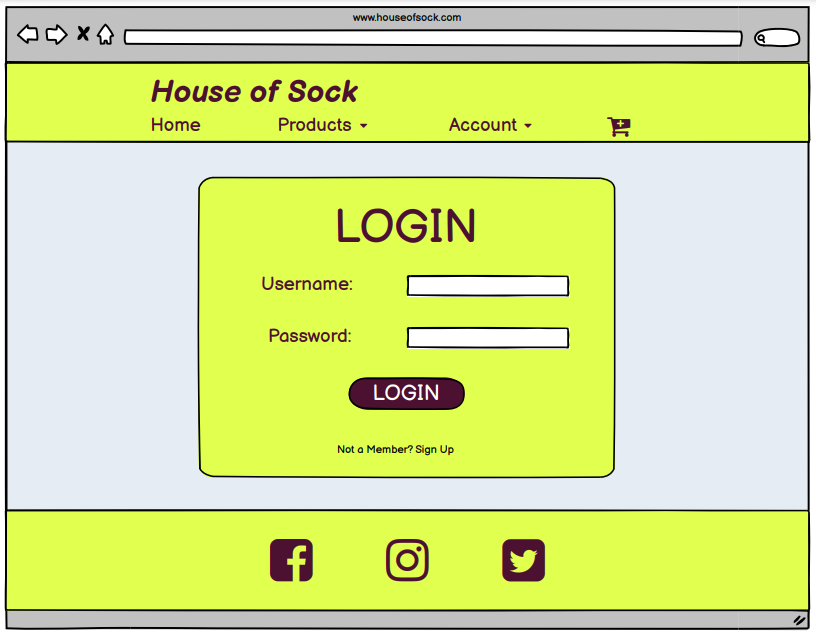 www.houseofsock.com
House of Sock
Home Products Account
LOGIN
Username:
Password:
LOGIN
Not a Member? Sign Up